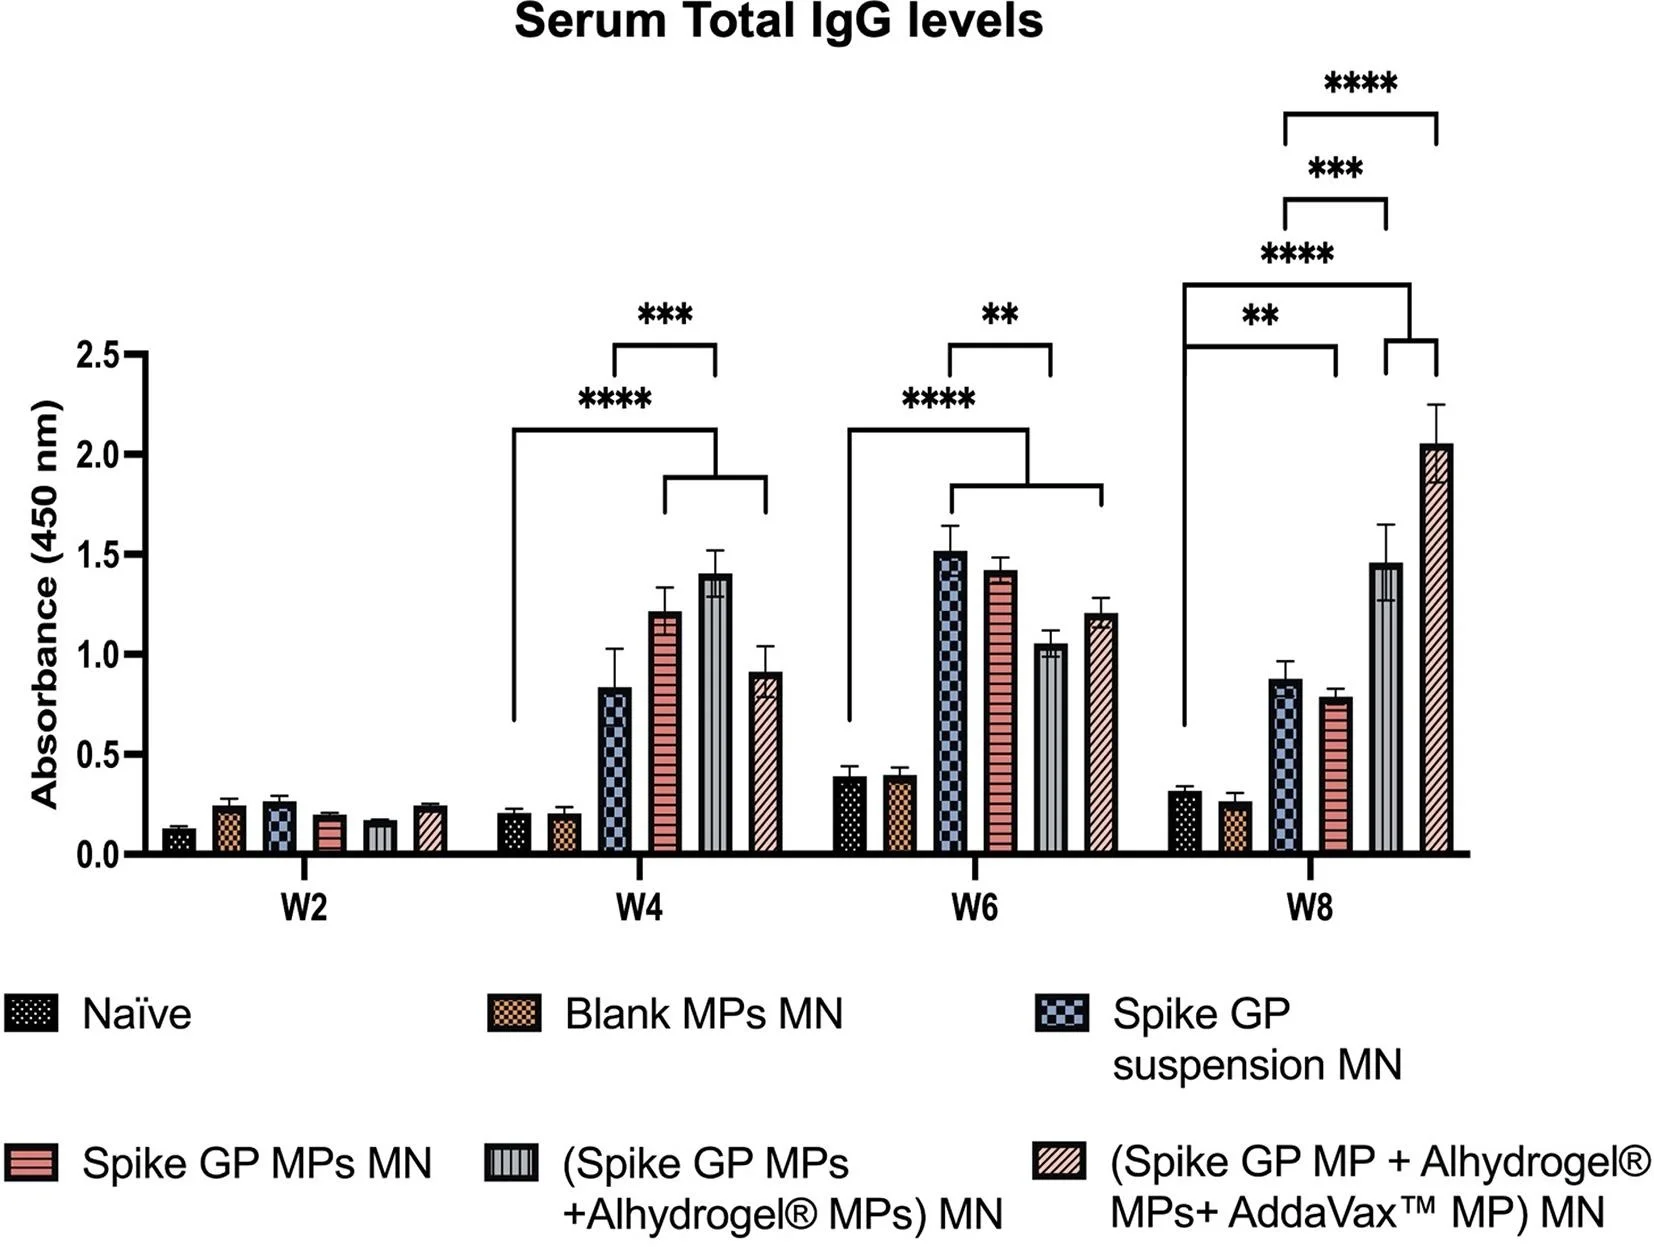 Serum Total IgG levels
****
***
****
**
***
****
**
****
2.5
2.0
1.5
1.0
0.5
0.0
Absorbance (450 nm)
W2 W4 W6 W8
Naïve
Blank MPs MN
Spike GP
suspension MN
Spike GP MPs MN
(Spike GP MPs
+Alhydrogel® MPs) MN
(Spike GP MP + Alhydrogel®
MPs+ AddaVax™ MP) MN